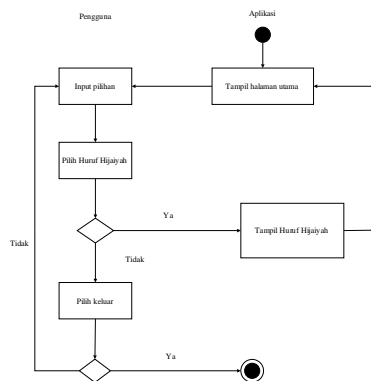 Pengguna
Aplikasi
Input pilihan
Tampil halaman utama
Pilih Huruf Hijaiyah
Ya
Tampil Huruf Hijaiyah
Tidak
Tidak
Pilih keluar
Ya